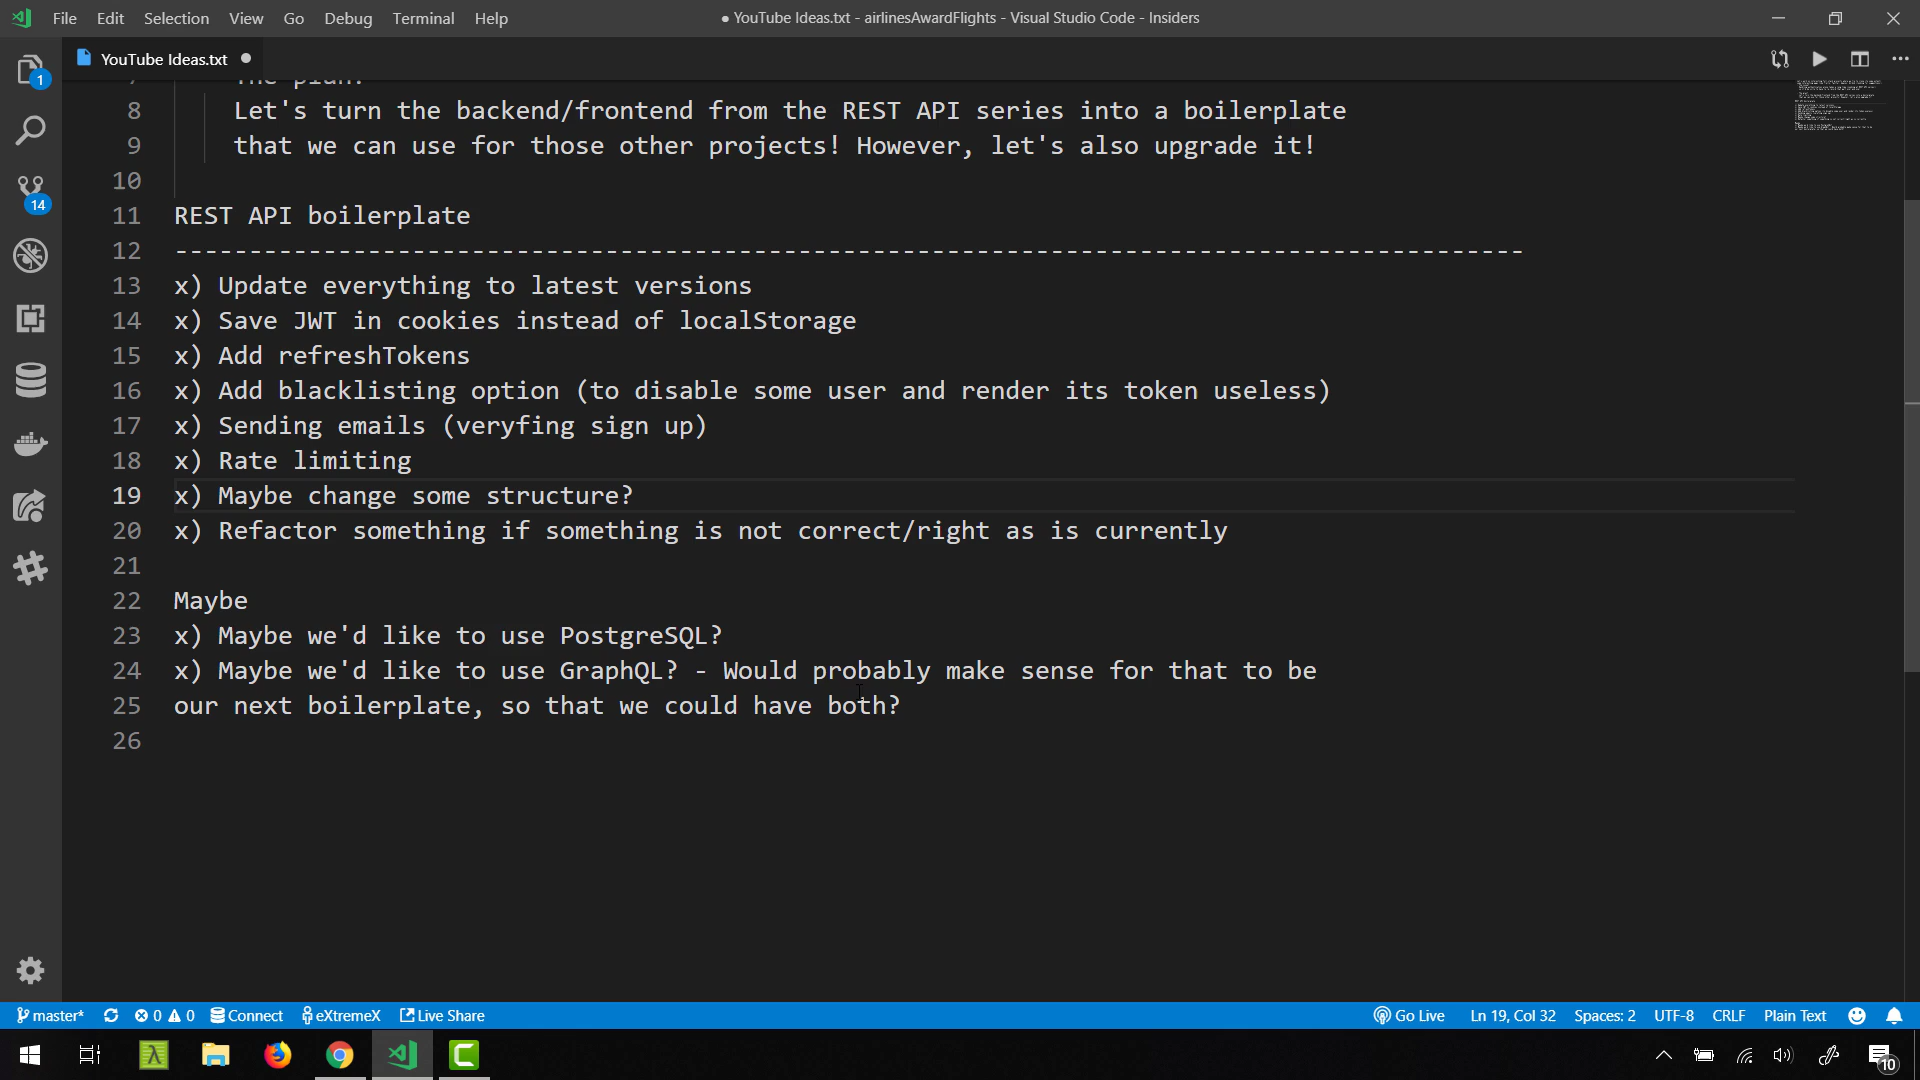 File Edit Selection View Go Debug Terminal Help
● YouTube Ideas.txt - airlinesAwardFlights - Visual Studio Code - Insiders
YouTube Ideas.txt
1
14
7 The plan:
8 Let's turn the backend/frontend from the REST API series into a boilerplate
9 that we can use for those other projects! However, let's also upgrade it!
10
11 REST API boilerplate
12 -------------------------------------------------------------------------------------------
13 x) Update everything to latest versions
14 x) Save JWT in cookies instead of localStorage
15 x) Add refreshTokens
16 x) Add blacklisting option (to disable some user and render its token useless)
17 x) Sending emails (veryfing sign up)
18 x) Rate limiting
19 x) Maybe change some structure?
20 x) Refactor something if something is not correct/right as is currently
21
22 Maybe
23 x) Maybe we'd like to use PostgreSQL?
24 x) Maybe we'd like to use GraphQL? - Would probably make sense for that to be
25 our next boilerplate, so that we could have both?
26
master* 0 0 Connect eXtremeX Live Share Go Live Ln 19, Col 32 Spaces: 2 UTF-8 CRLF Plain Text
10